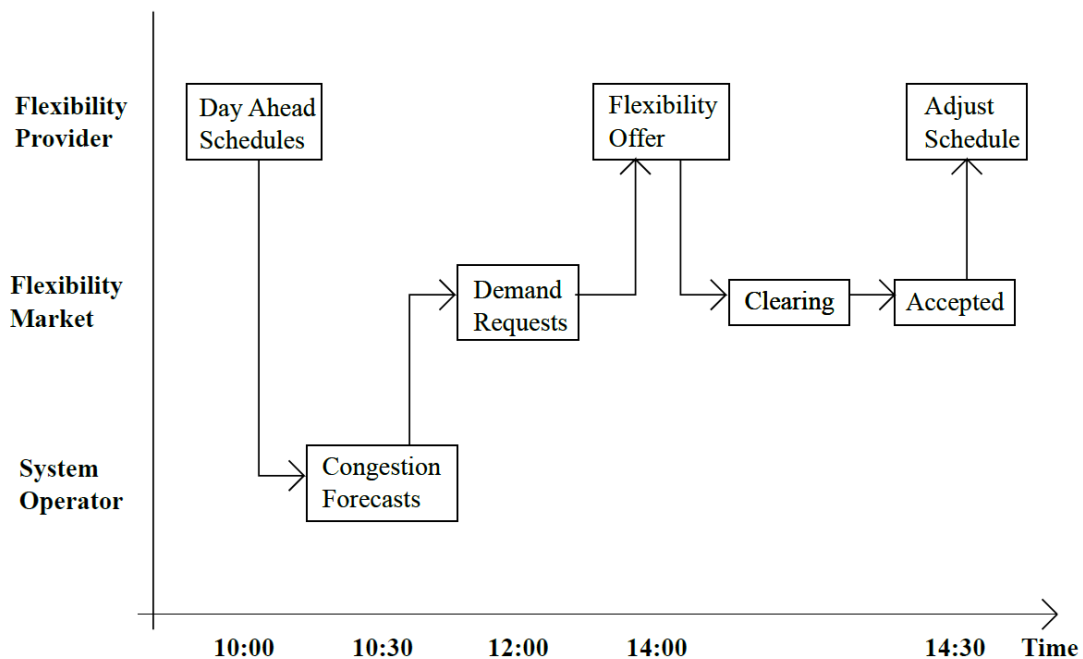 Flexibility
Provider
Day Ahead
Schedules
Flexibility
Offer
Adjust
Schedule
Flexibility
Market
Demand
Requests
Clearing
Accepted
System
Operator
Congestion
Forecasts
10:00 10:30 12:00 14:00 14:30 Time